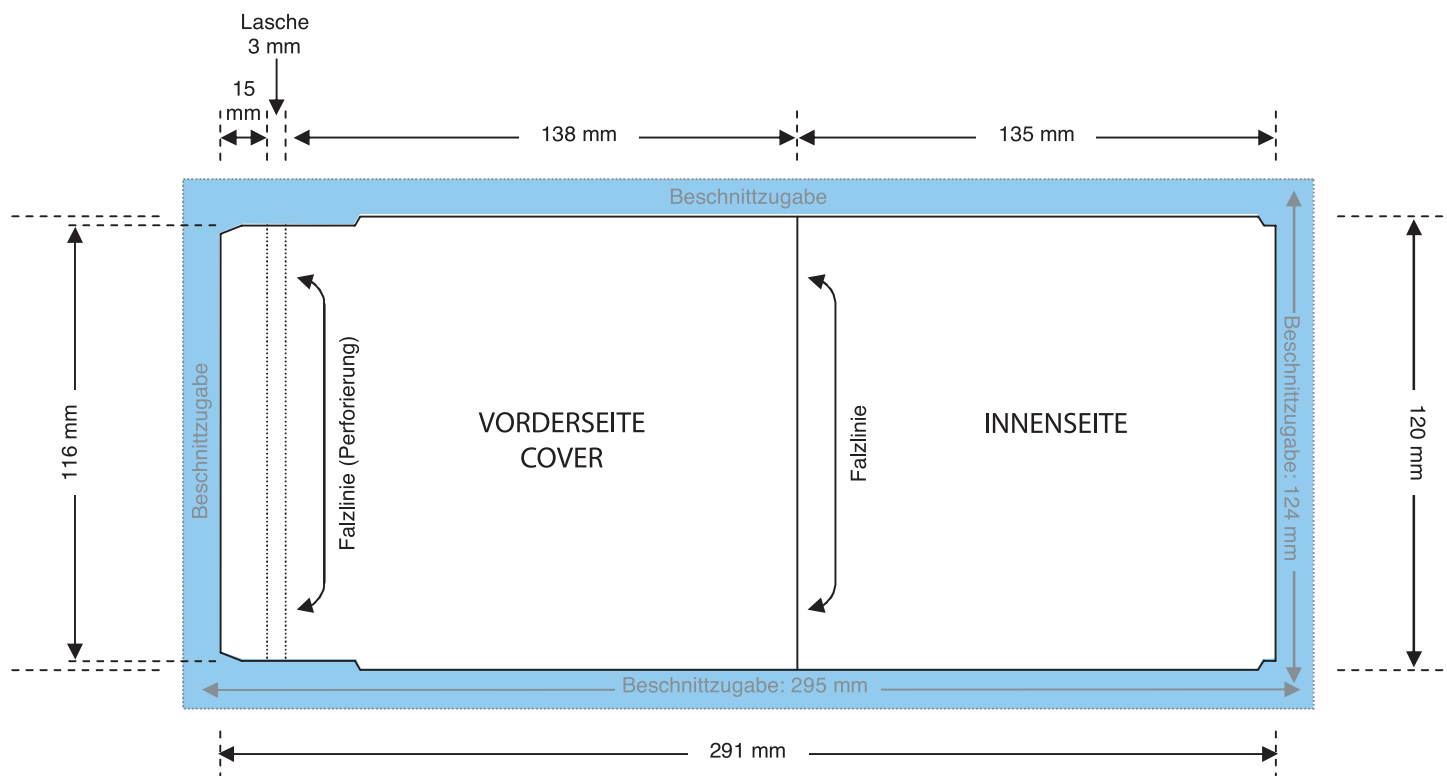 Lasche
3 mm
15
mm
138 mm
135 mm
Beschnittzugabe
116 mm
Beschnittzugabe
Falzlinie (Perforierung)
VORDERSEITE
COVER
Falzlinie
INNENSEITE
Beschnittzugabe: 124 mm
120 mm
Beschnittzugabe: 295 mm
291 mm